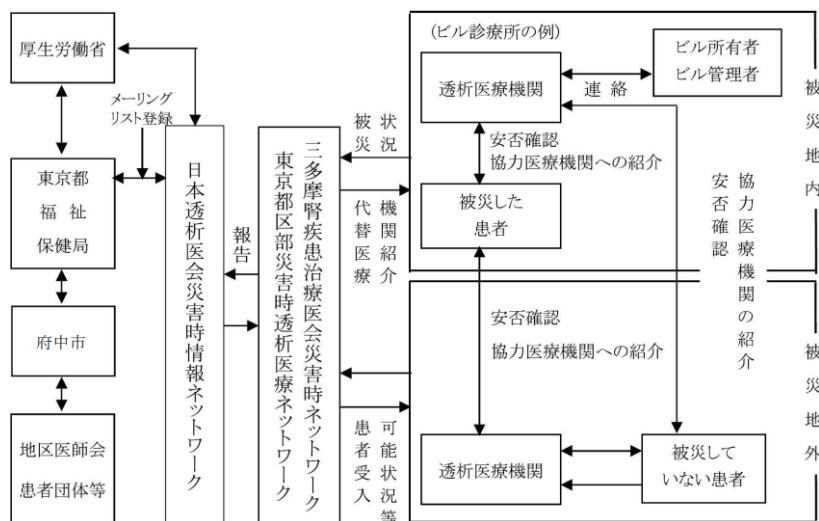 厚生労働省
メーリング
リスト登録
東京都
福祉
保健局
府中市
地区医師会
患者団体等
日本透析医会災害時情報ネットワーク
報告
三多摩腎疾患治療医会災害時ネットワーク
東京都区部災害時透析医療ネットワーク
状況
被災
機関紹介
代替医療
可能状況等
患者受入
(ビル診療所の例)
透析医療機関
連絡
ビル所有者
ビル管理者
安否確認
協力医療機関への紹介
被災した
患者
被災地内
協力医療機関の紹介
安否確認
安否確認
協力医療機関への紹介
透析医療機関
被災して
いない患者
被災地外